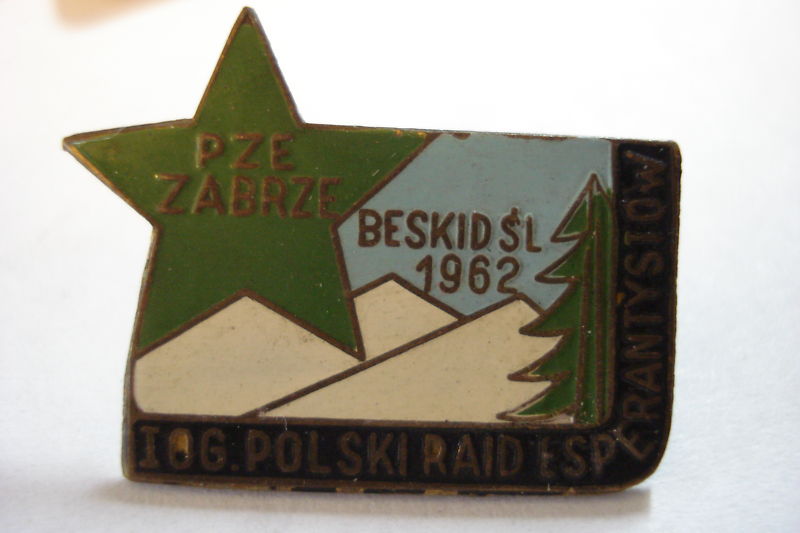 PZE
ZABRZE
BESKID ŚL
1962
I OG. POLSKI RAID ESPERANTYSTÓW